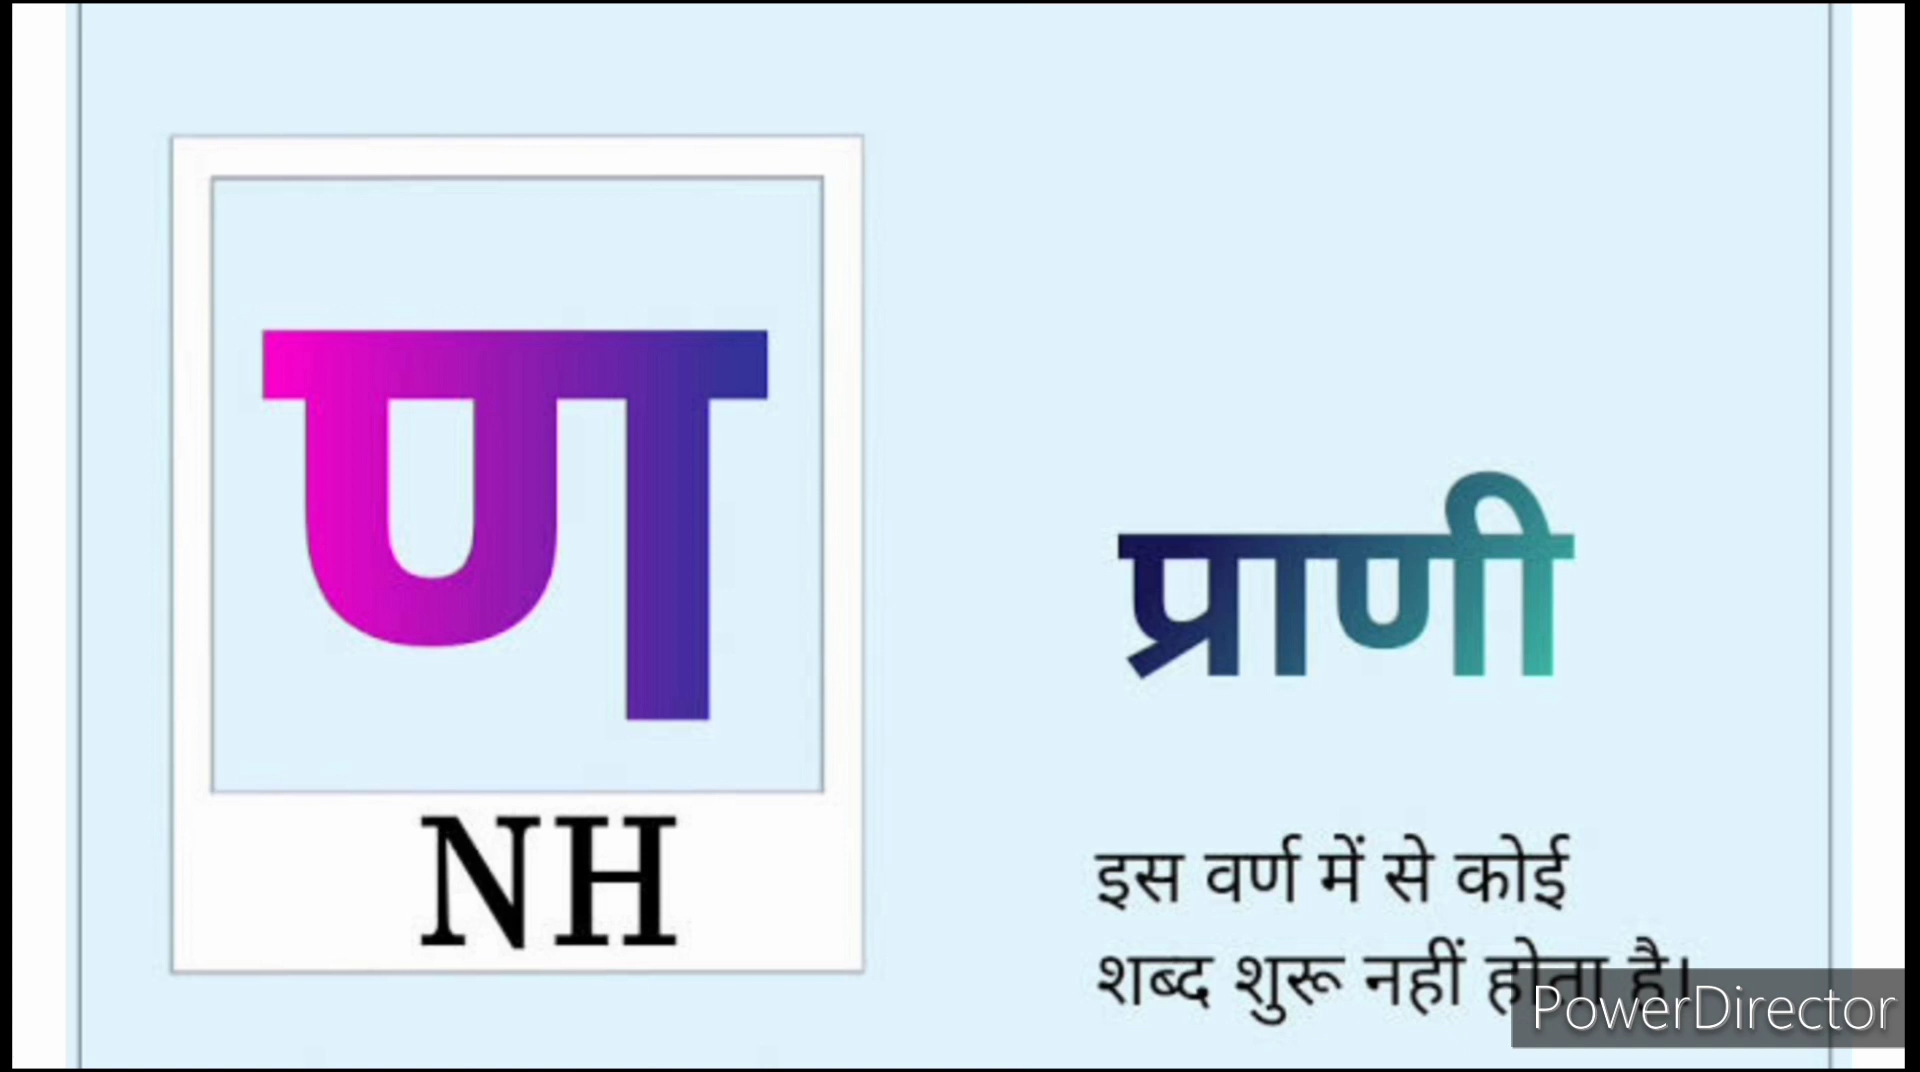 ण
NH
प्राणी
इस वर्ण में से कोई
शब्द शुरू नहीं होता है।
PowerDirector